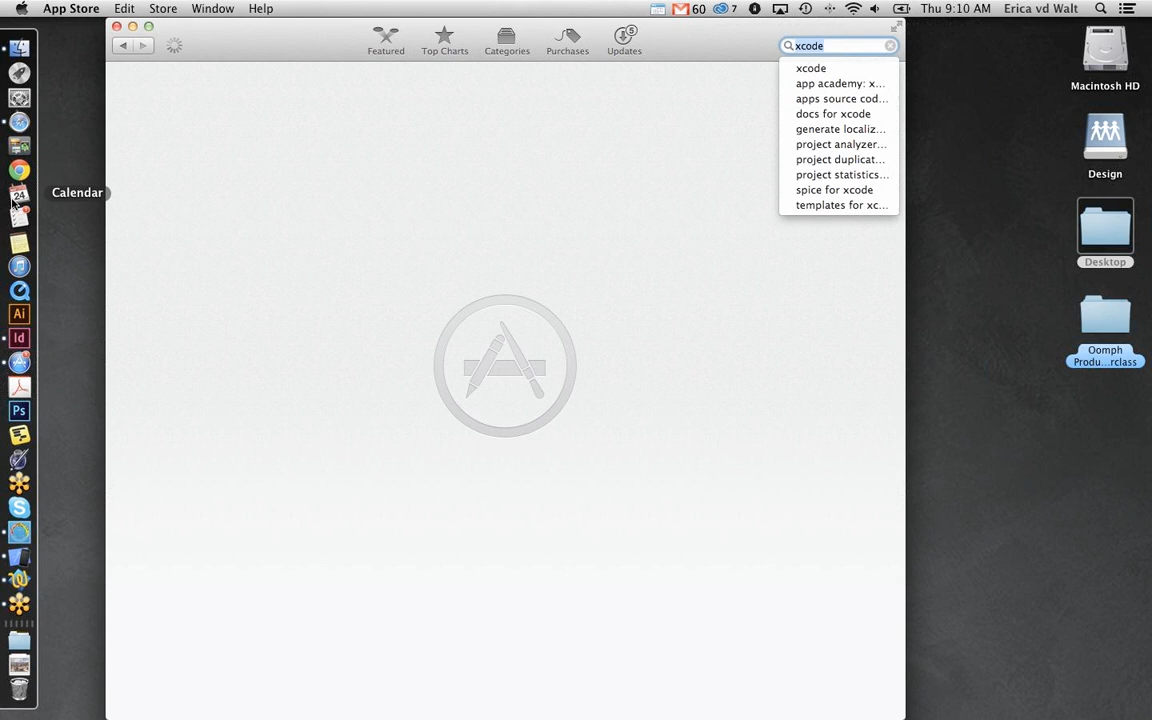 App Store Edit Store Window Help
60 7 Thu 9:10 AM Erica vd Walt
Featured Top Charts Categories Purchases Updates
5
xcode
xcode
app academy: x...
apps source cod...
docs for xcode
generate localiz...
project analyzer...
project duplicat...
project statistics...
spice for xcode
templates for xc...
Calendar
24
Ai
Id
Ps
Macintosh HD
Design
Desktop
Oomph
Produ...rclass